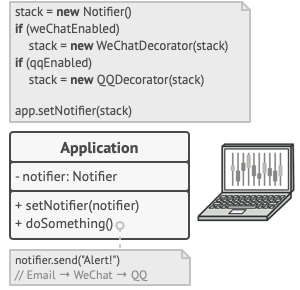 stack = new Notifier()
if (weChatEnabled)
    stack = new WeChatDecorator(stack)
if (qqEnabled)
    stack = new QQDecorator(stack)

app.setNotifier(stack)
Application
- notifier: Notifier
+ setNotifier(notifier)
+ doSomething()
notifier.send("Alert!")
// Email → WeChat → QQ